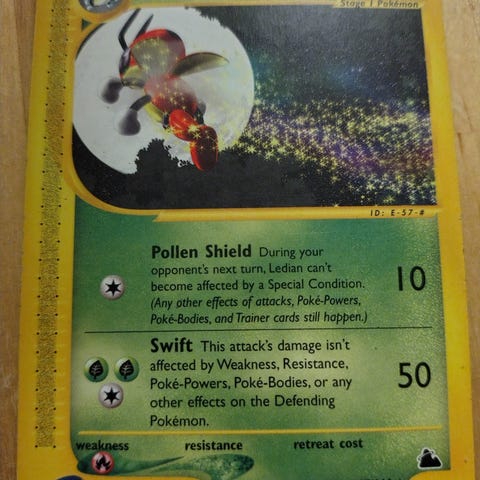 Stage 1 Pokémon
ID: E-57-#
Pollen Shield During your
opponent's next turn, Ledian can't
become affected by a Special Condition.
(Any other effects of attacks, Poké-Powers,
Poké-Bodies, and Trainer cards still happen.)
10
Swift This attack's damage isn't
affected by Weakness, Resistance,
Poké-Powers, Poké-Bodies, or any
other effects on the Defending
Pokémon.
50
weakness resistance retreat cost